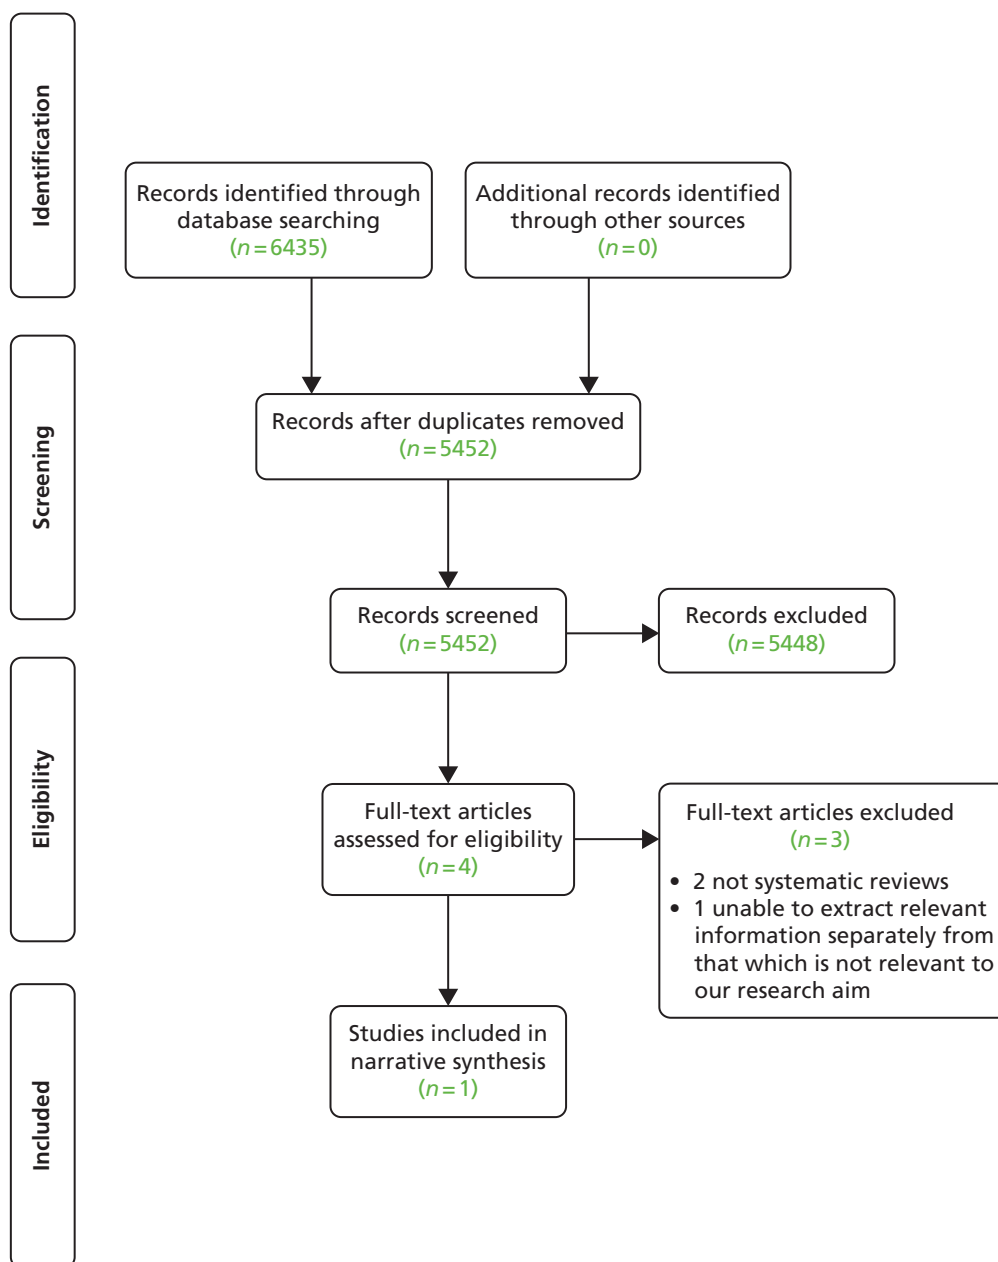 Identification
Records identified through
database searching
(n=6435)
Additional records identified
through other sources
(n=0)
Screening
Records after duplicates removed
(n=5452)
Records screened
(n=5452)
Records excluded
(n=5448)
Eligibility
Full-text articles
assessed for eligibility
(n=4)
Full-text articles excluded
(n=3)
• 2 not systematic reviews
• 1 unable to extract relevant
information separately from
that which is not relevant to
our research aim
Included
Studies included in
narrative synthesis
(n=1)